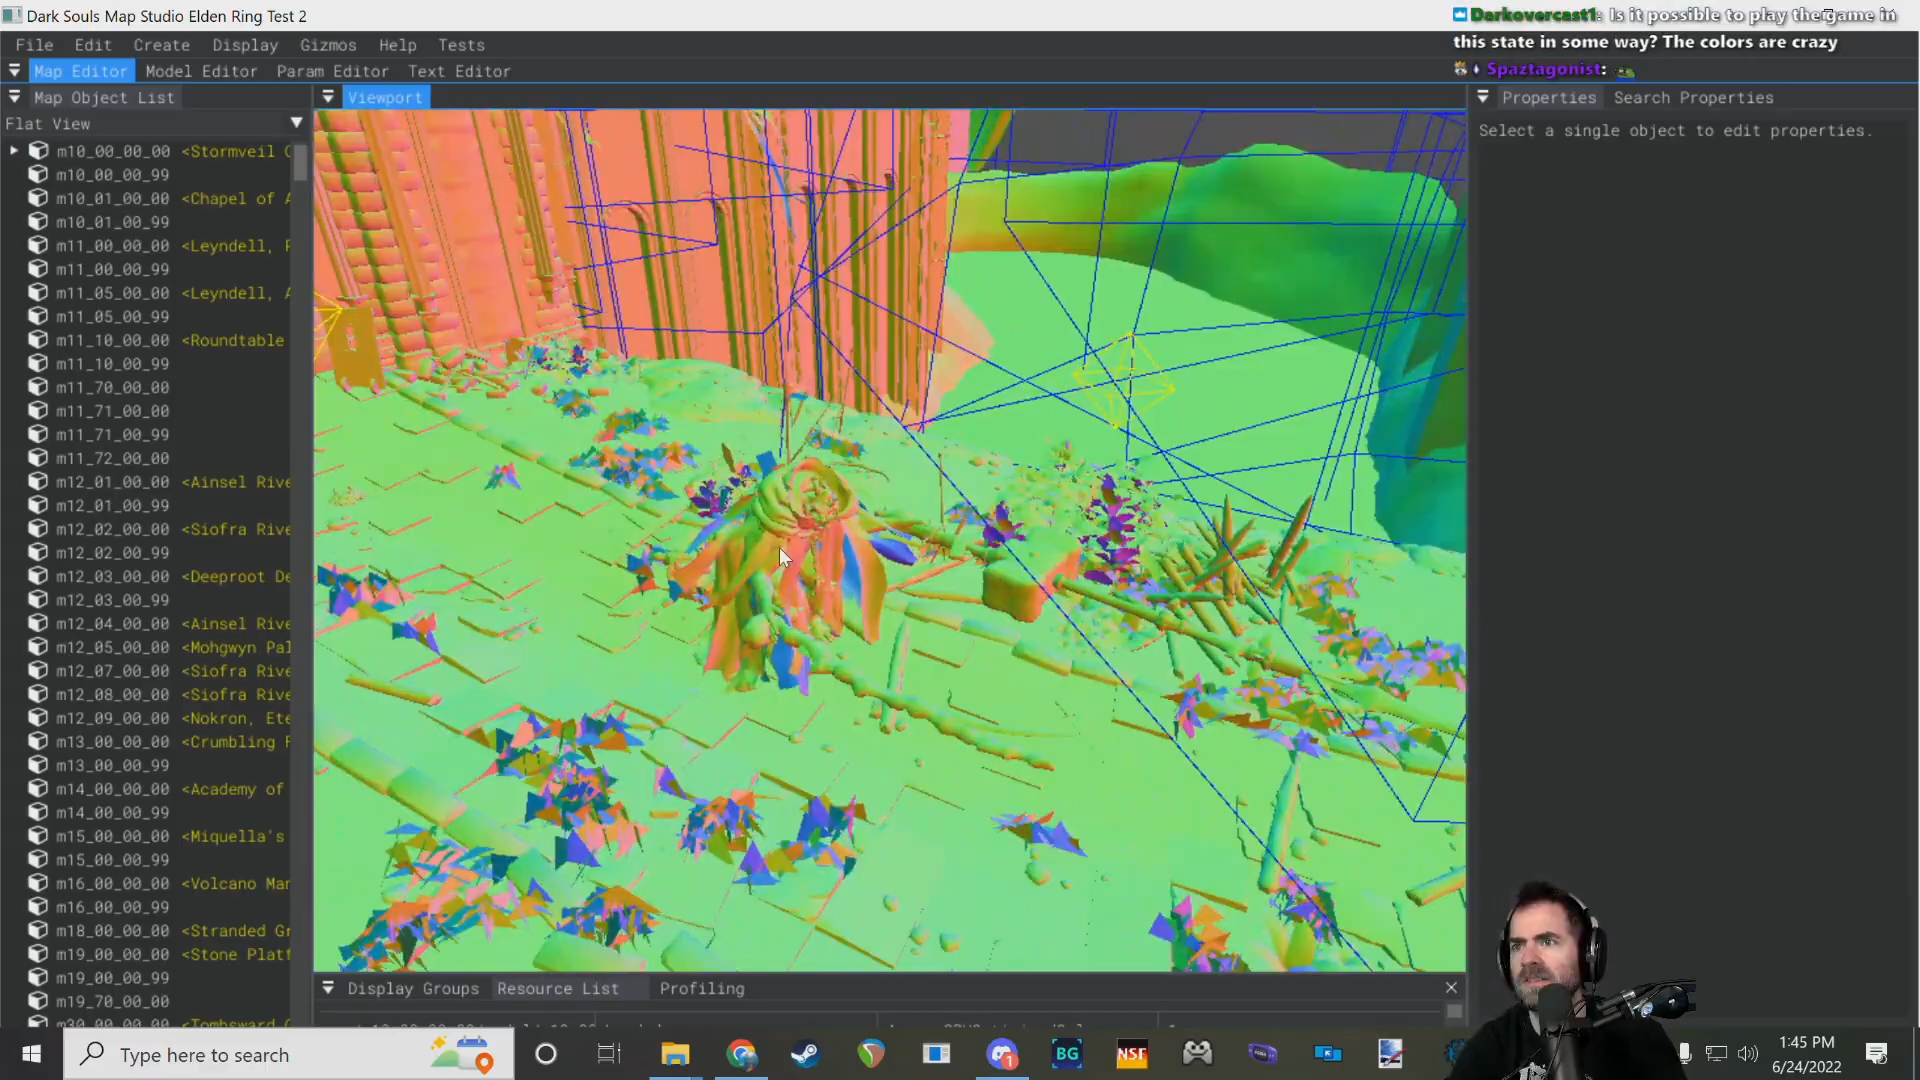 Dark Souls Map Studio Elden Ring Test 2
Darkovercast1: Is it possible to play the game in
this state in some way? The colors are crazy
Spaztagonist:
File Edit Create Display Gizmos Help Tests
Map Editor Model Editor Param Editor Text Editor
Map Object List
Viewport
Properties Search Properties
Flat View
Select a single object to edit properties.
m10_00_00_00 <Stormveil
m10_00_00_99
m10_01_00_00 <Chapel of
m10_01_00_99
m11_00_00_00 <Leyndell,
m11_00_00_99
m11_05_00_00 <Leyndell,
m11_05_00_99
m11_10_00_00 <Roundtable
m11_10_00_99
m11_70_00_00
m11_71_00_00
m11_71_00_99
m11_72_00_00
m12_01_00_00 <Ainsel Rive
m12_01_00_99
m12_02_00_00 <Siofra Rive
m12_02_00_99
m12_03_00_00 <Deeproot De
m12_03_00_99
m12_04_00_00 <Ainsel Rive
m12_05_00_00 <Mohgwyn Pal
m12_07_00_00 <Siofra Rive
m12_08_00_00 <Siofra Rive
m12_09_00_00 <Nokron, Ete
m13_00_00_00 <Crumbling
m13_00_00_99
m14_00_00_00 <Academy of
m14_00_00_99
m15_00_00_00 <Miquella's
m15_00_00_99
m16_00_00_00 <Volcano Man
m16_00_00_99
m18_00_00_00 <Stranded Gr
m19_00_00_00 <Stone Platf
m19_00_00_99
m19_70_00_00
Display Groups Resource List Profiling
Type here to search
BG
NSF
1
1:45 PM
6/24/2022